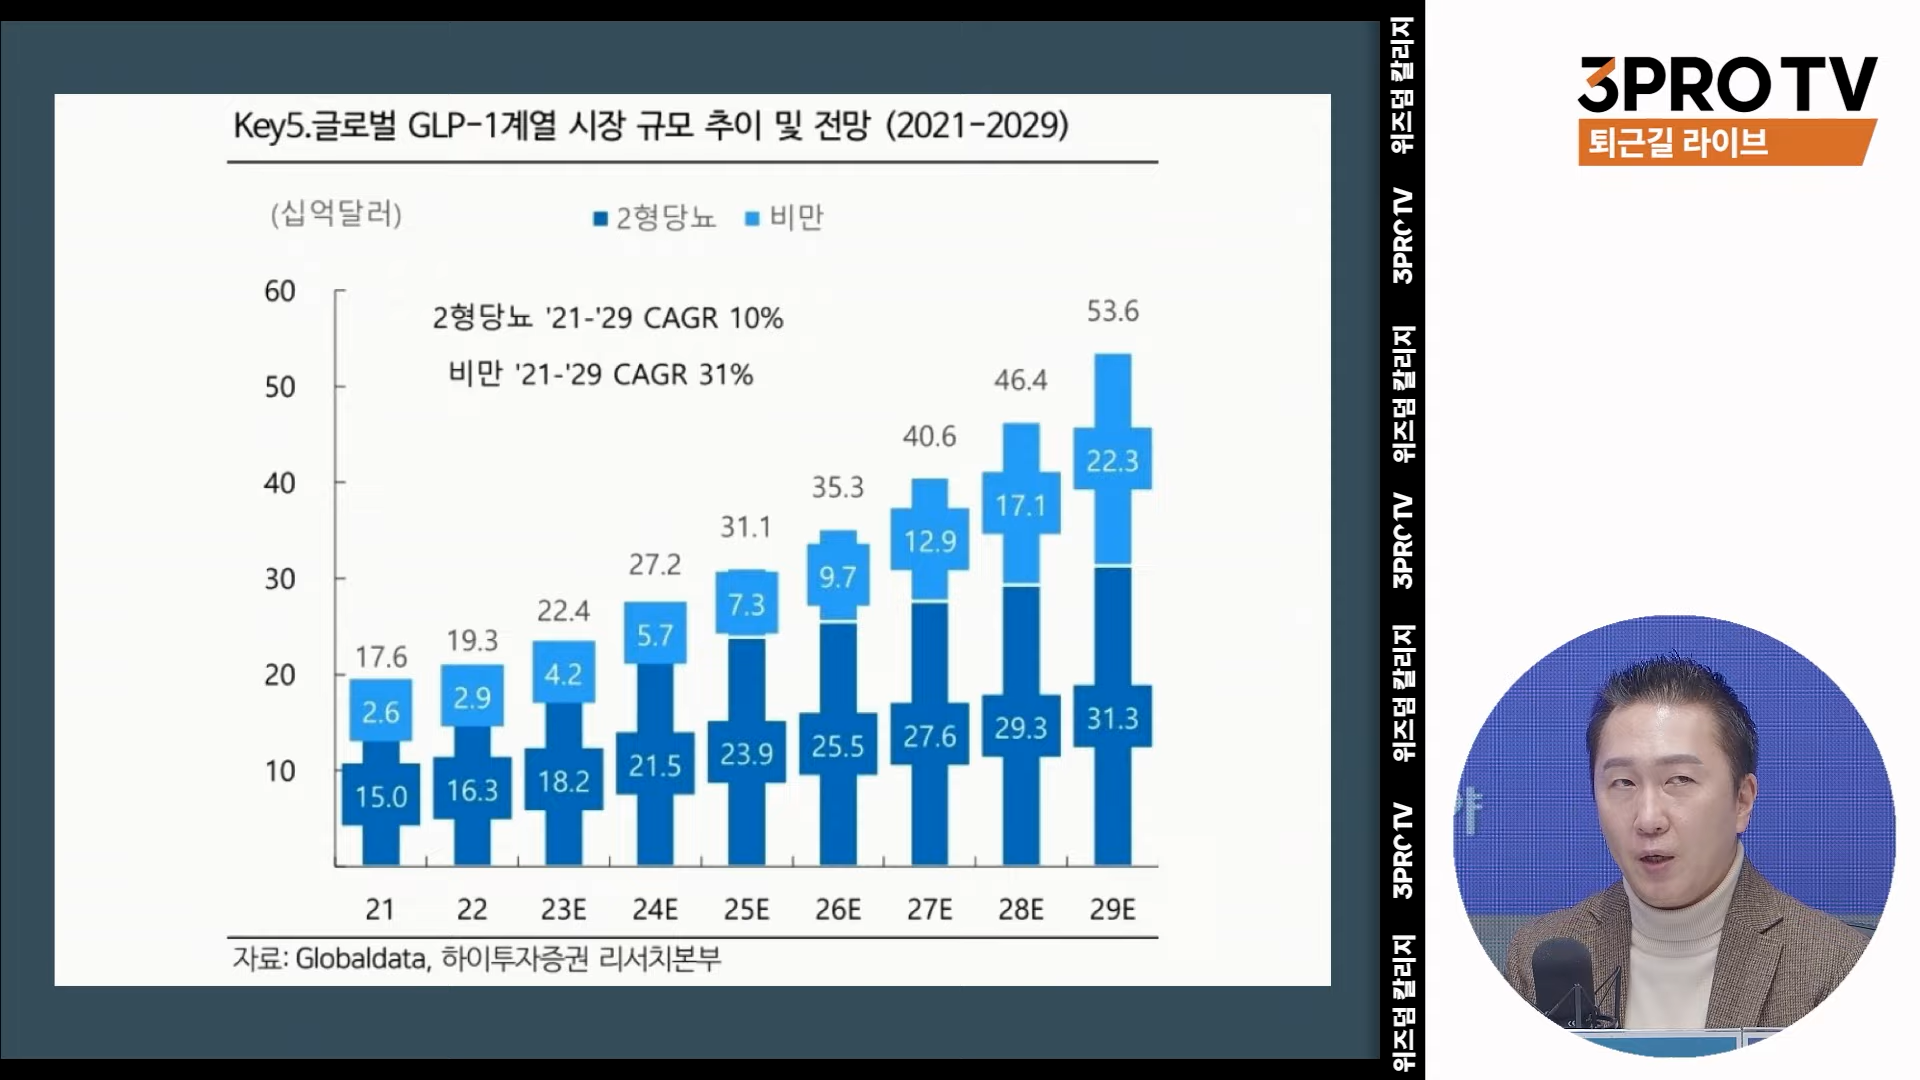 Key5.글로벌 GLP-1계열 시장 규모 추이 및 전망 (2021-2029)
(십억달러)
2형당뇨 비만
2형당뇨 '21-'29 CAGR 10%
비만 '21-'29 CAGR 31%
60
50
40
30
20
10
17.6 19.3 22.4 27.2 31.1 35.3 40.6 46.4 53.6
2.6 2.9 4.2 5.7 7.3 9.7 12.9 17.1 22.3
15.0 16.3 18.2 21.5 23.9 25.5 27.6 29.3 31.3
21 22 23E 24E 25E 26E 27E 28E 29E
자료: Globaldata, 하이투자증권 리서치본부
위즈덤 칼리지
3PROTV
위즈덤 칼리지
3PROTV
위즈덤 칼리지
3PROTV
위즈덤 칼리지
3PROTV
퇴근길 라이브